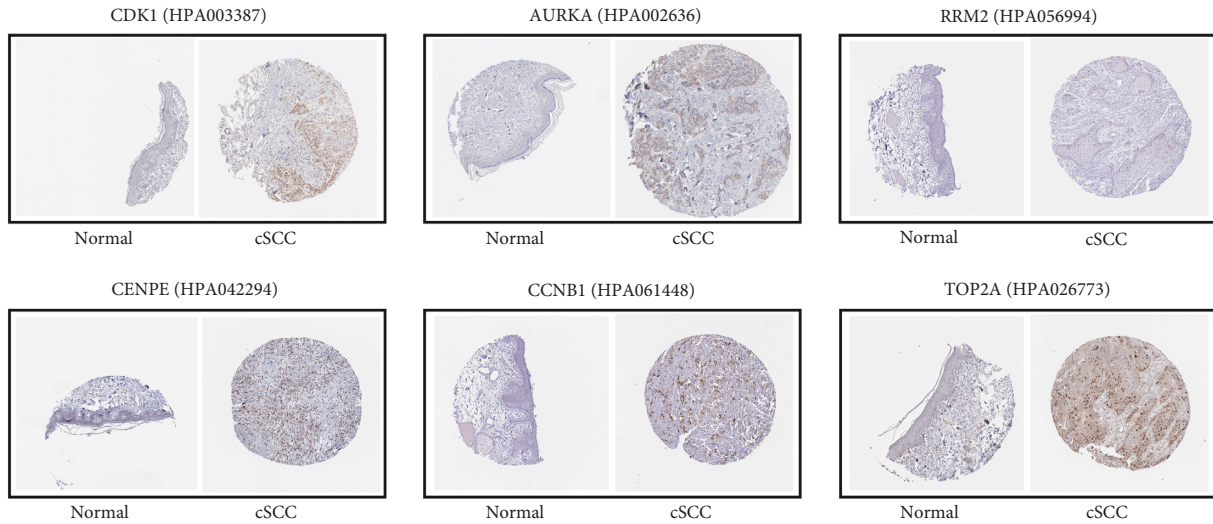 CDK1 (HPA003387)
AURKA (HPA002636)
RRM2 (HPA056994)
Normal
cSCC
Normal
cSCC
Normal
cSCC
CENPE (HPA042294)
CCNB1 (HPA061448)
TOP2A (HPA026773)
Normal
cSCC
Normal
cSCC
Normal
cSCC